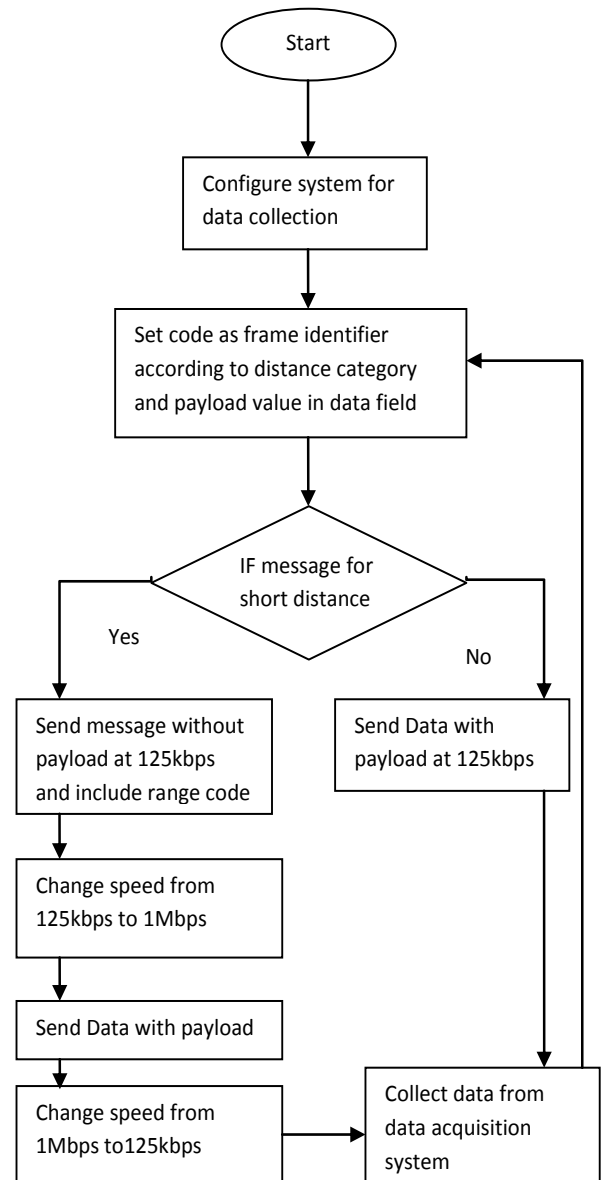 Start
Configure system for
data collection
Set code as frame identifier
according to distance category
and payload value in data field
IF message for
short distance
Yes
No
Send message without
payload at 125kbps
and include range code
Send Data with
payload at 125kbps
Change speed from
125kbps to 1Mbps
Send Data with payload
Change speed from
1Mbps to125kbps
Collect data from
data acquisition
system